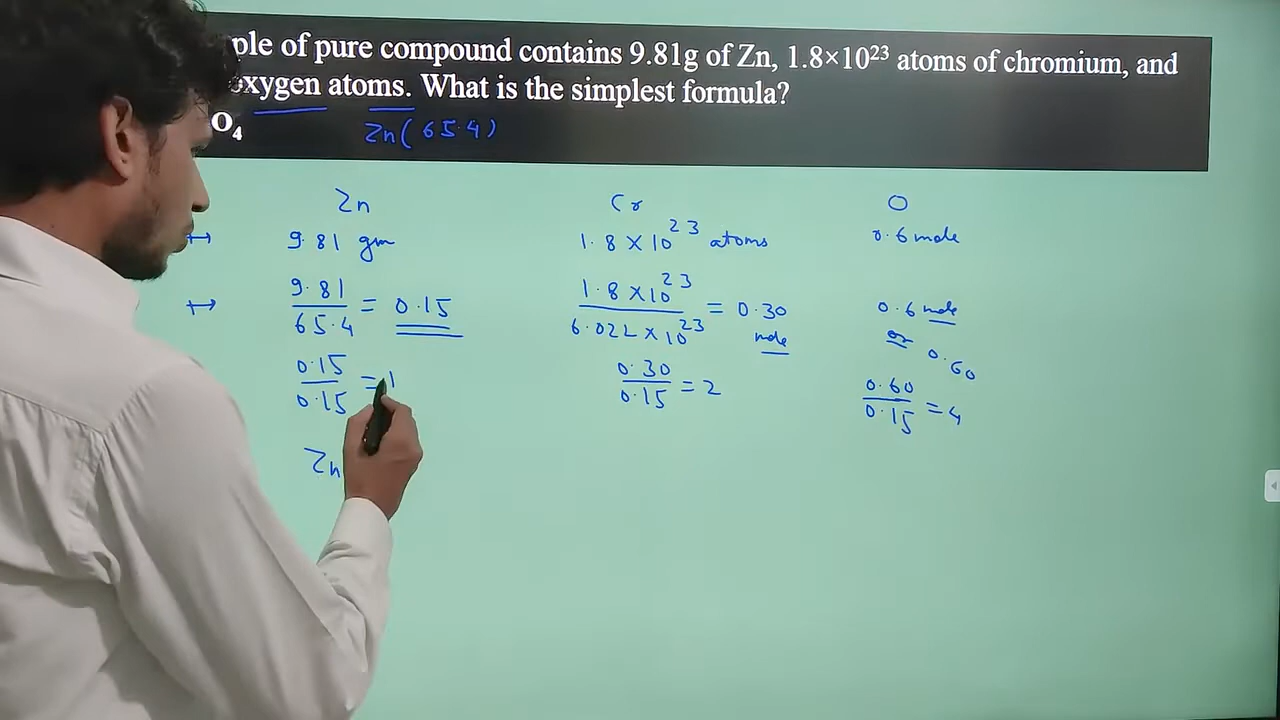 ple of pure compound contains 9.81g of Zn, 1.8×10²³ atoms of chromium, and
oxygen atoms. What is the simplest formula?
O₄
Zn(65.4)
Zn Cr O
↦ 9.81 gm 1.8 × 10²³ atoms 0.6 mole
↦ 9.81/65.4 = 0.15 1.8 × 10²³/6.022 × 10²³ = 0.30 mole 0.6 mole
or 0.60
0.15/0.15 = 1 0.30/0.15 = 2 0.60/0.15 = 4
Zn